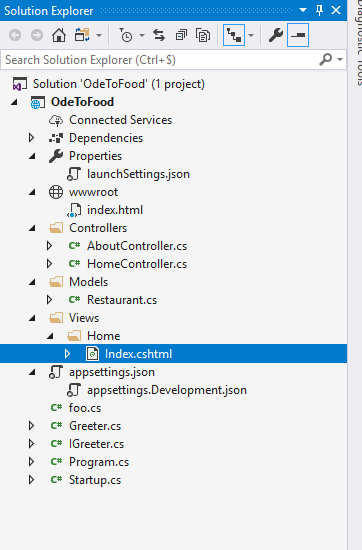 Solution Explorer
Search Solution Explorer (Ctrl+$)
Solution 'OdeToFood' (1 project)
OdeToFood
Connected Services
Dependencies
Properties
launchSettings.json
wwwroot
index.html
Controllers
C# AboutController.cs
C# HomeController.cs
Models
C# Restaurant.cs
Views
Home
Index.cshtml
appsettings.json
appsettings.Development.json
C# foo.cs
C# Greeter.cs
C# IGreeter.cs
C# Program.cs
C# Startup.cs
Diagnostic Tools